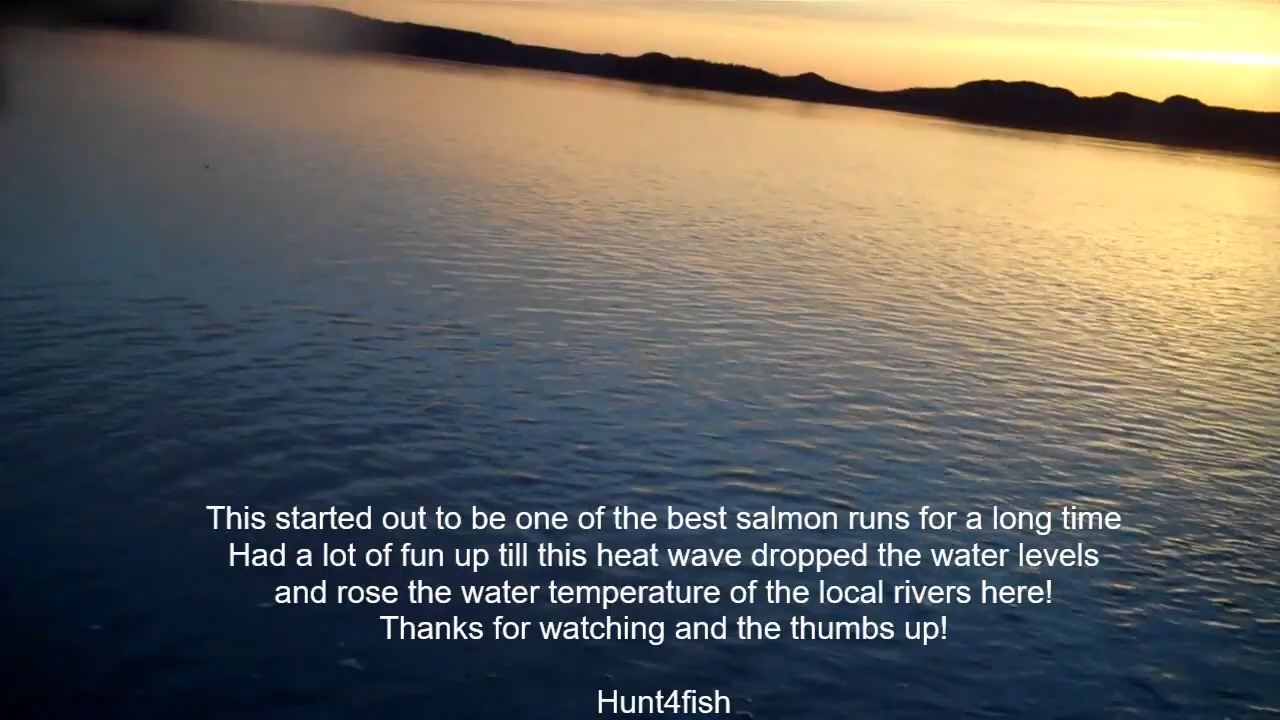 This started out to be one of the best salmon runs for a long time
Had a lot of fun up till this heat wave dropped the water levels
and rose the water temperature of the local rivers here!
Thanks for watching and the thumbs up!
Hunt4fish